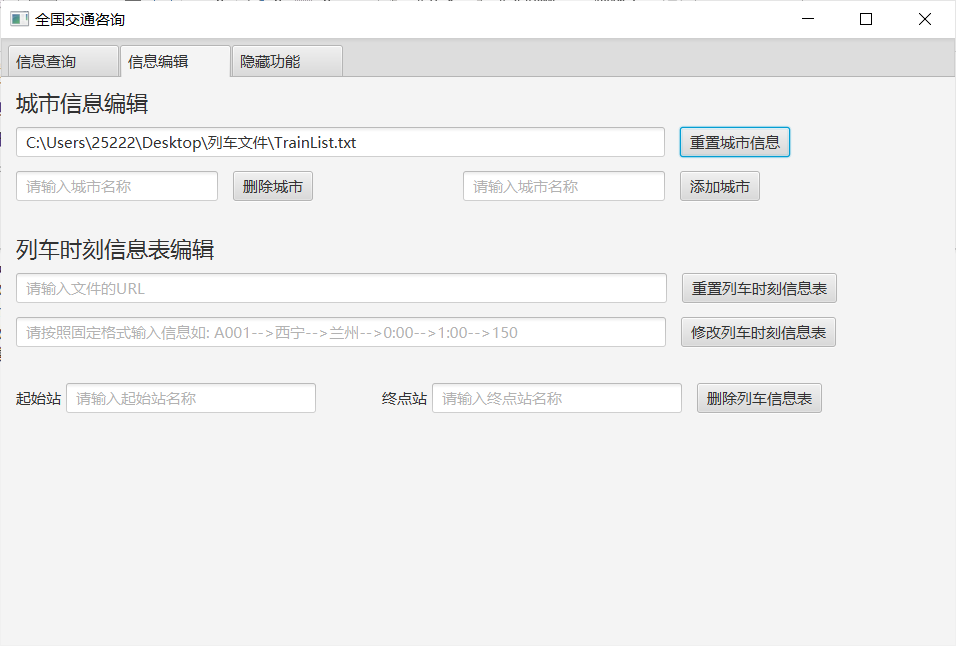 全国交通咨询
信息查询 信息编辑 隐藏功能
城市信息编辑
C:\Users\25222\Desktop\列车文件\TrainList.txt 重置城市信息
请输入城市名称 删除城市 请输入城市名称 添加城市
列车时刻信息表编辑
请输入文件的URL 重置列车时刻信息表
请按照固定格式输入信息如: A001-->西宁-->兰州-->0:00-->1:00-->150 修改列车时刻信息表
起始站 请输入起始站名称 终点站 请输入终点站名称 删除列车信息表